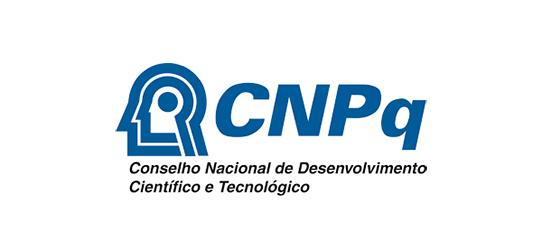 CNPq
Conselho Nacional de Desenvolvimento
Científico e Tecnológico